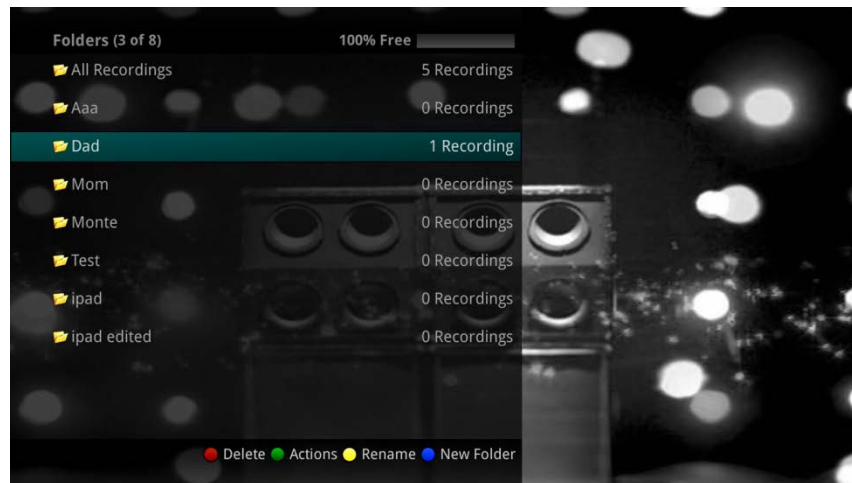 Folders (3 of 8) 100% Free
All Recordings 5 Recordings
Aaa 0 Recordings
Dad 1 Recording
Mom 0 Recordings
Monte 0 Recordings
Test 0 Recordings
ipad 0 Recordings
ipad edited 0 Recordings
Delete Actions Rename New Folder